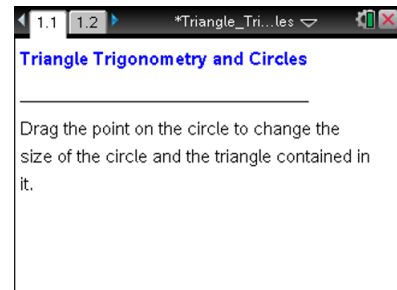 1.1 1.2 *Triangle_Tri...les
Triangle Trigonometry and Circles
Drag the point on the circle to change the
size of the circle and the triangle contained in
it.